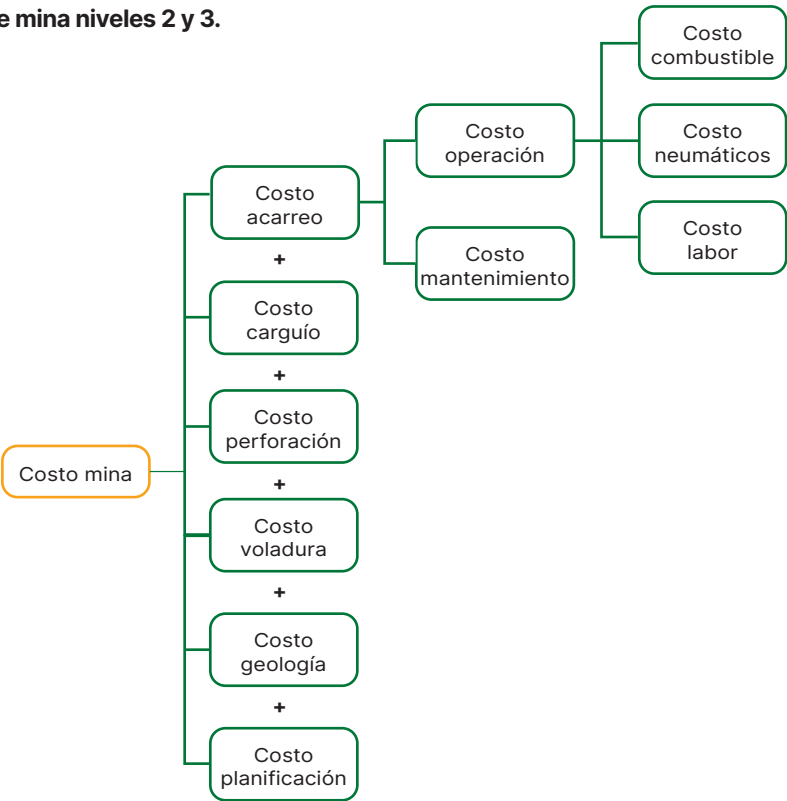 e mina niveles 2 y 3.
Costo
combustible
Costo
operación
Costo
neumáticos
Costo
acarreo
Costo
labor
+
Costo
mantenimiento
Costo
carguío
+
Costo
perforación
Costo mina
+
Costo
voladura
+
Costo
geología
+
Costo
planificación